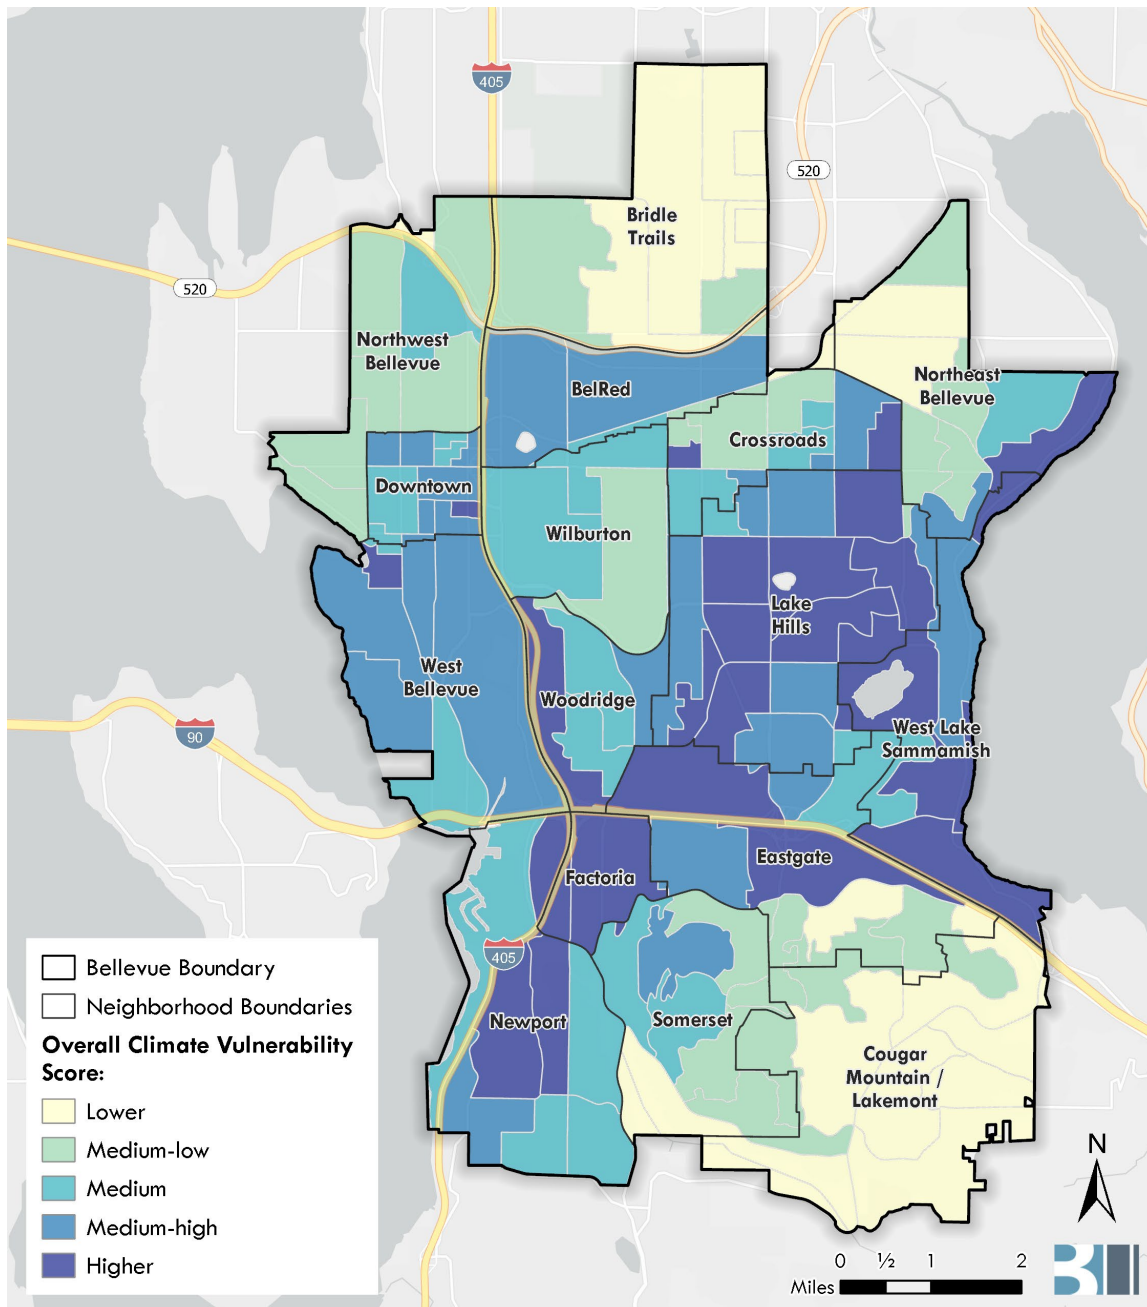 405
520
Bridle
Trails
520
Northwest
Bellevue
BelRed
Northeast
Bellevue
Crossroads
Downtown
Wilburton
Lake
Hills
West
Bellevue
Woodridge
90
West Lake
Sammamish
Eastgate
Factoria
405
Newport
Somerset
Cougar
Mountain /
Lakemont
Bellevue Boundary
Neighborhood Boundaries
Overall Climate Vulnerability
Score:
Lower
Medium-low
Medium
Medium-high
Higher
N
0 ½ 1 2
Miles